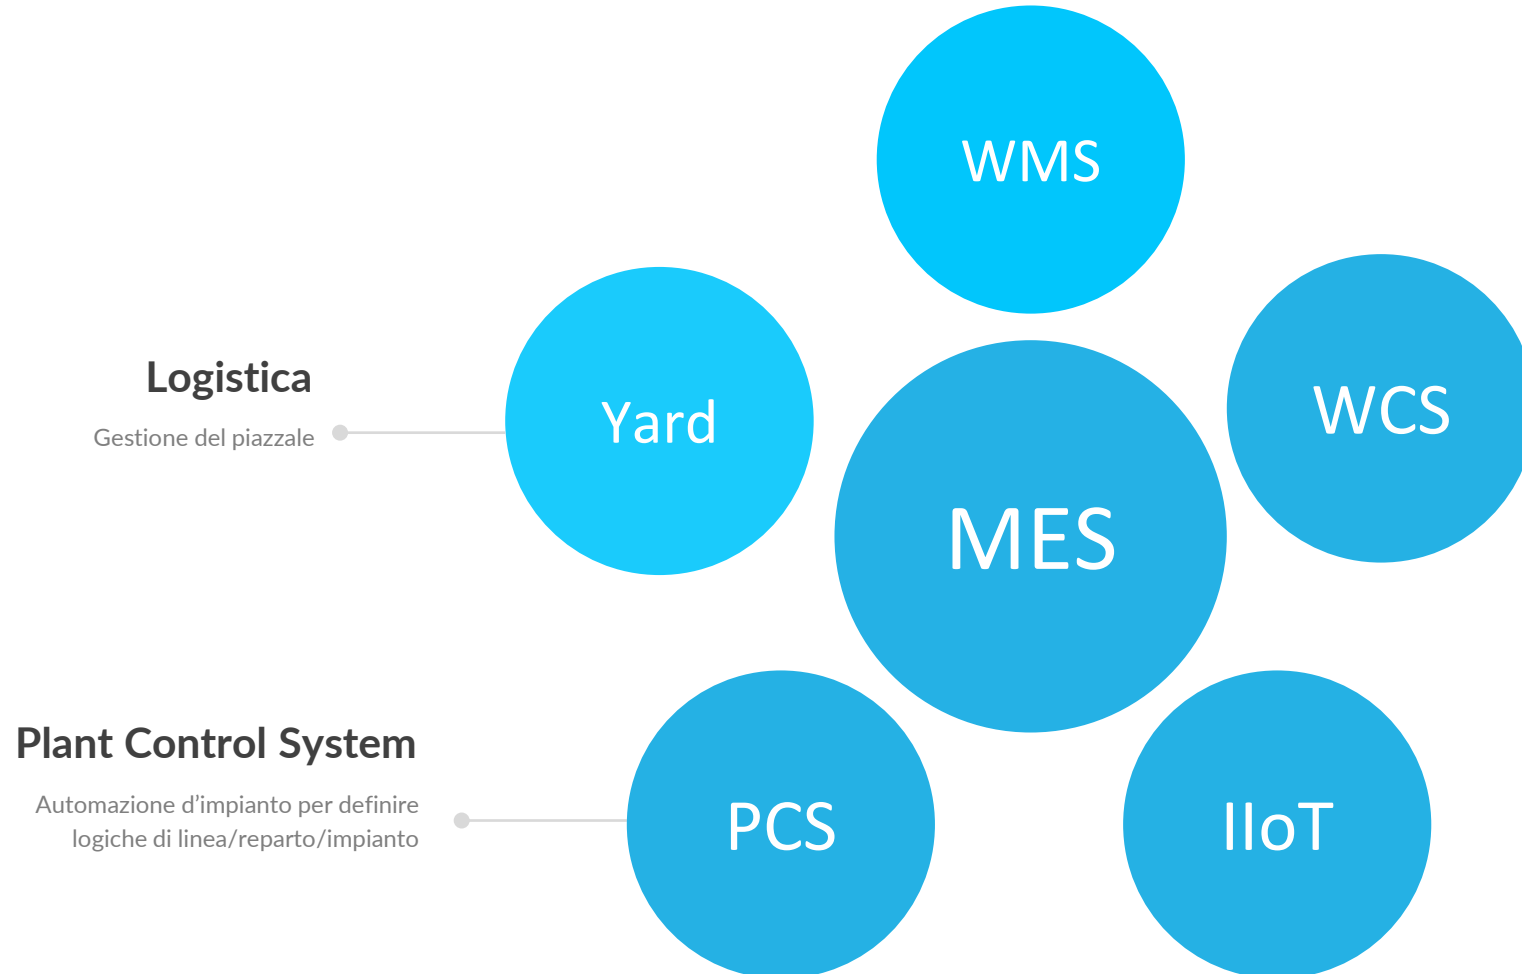 WMS
Logistica
Gestione del piazzale
Yard
WCS
MES
Plant Control System
Automazione d’impianto per definire
logiche di linea/reparto/impianto
PCS
IIoT